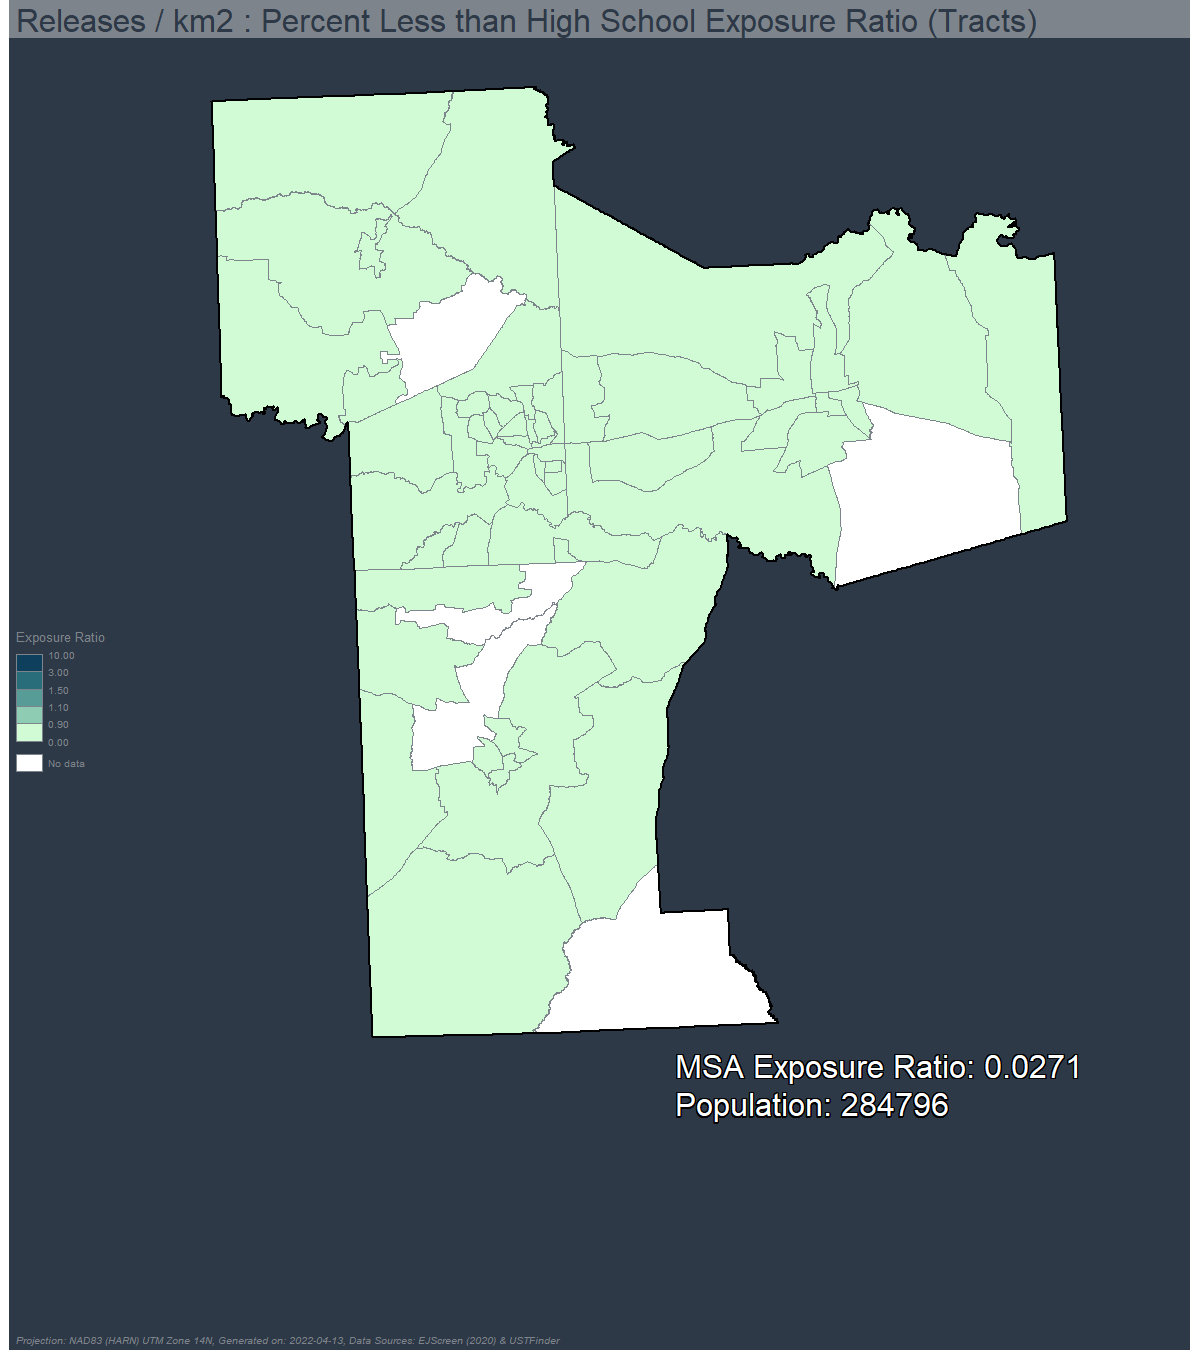 Releases / km2 : Percent Less than High School Exposure Ratio (Tracts)
Exposure Ratio
10.00
3.00
1.50
1.10
0.90
0.00
No data
MSA Exposure Ratio: 0.0271
Population: 284796
Projection: NAD83 (HARN) UTM Zone 14N, Generated on: 2022-04-13, Data Sources: EJScreen (2020) & USTFinder